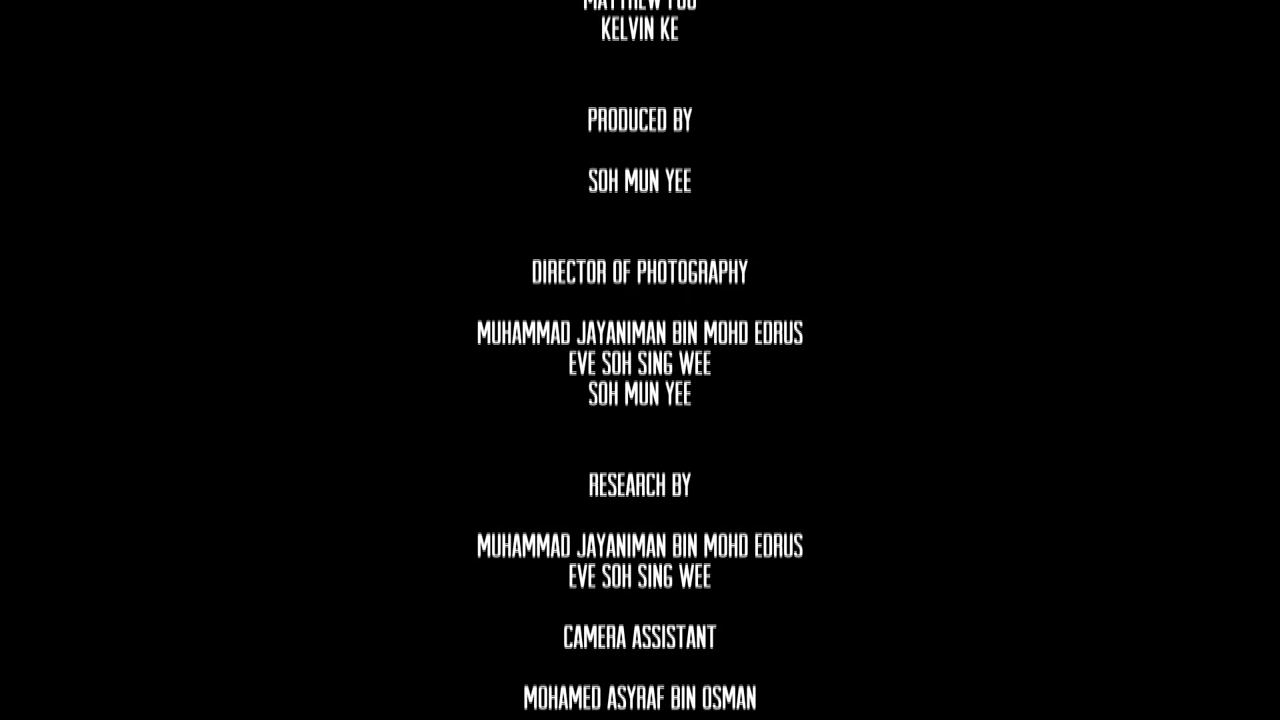 MATTHEW
KELVIN KE
PRODUCED BY
SOH MUN YEE
DIRECTOR OF PHOTOGRAPHY
MUHAMMAD JAYANIMAN BIN MOHD EDRUS
EVE SOH SING WEE
SOH MUN YEE
RESEARCH BY
MUHAMMAD JAYANIMAN BIN MOHD EDRUS
EVE SOH SING WEE
CAMERA ASSISTANT
MOHAMED ASYRAF BIN OSMAN